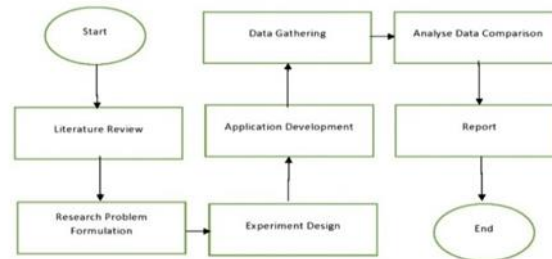 Start
Literature Review
Research Problem
Formulation
Experiment Design
Application Development
Data Gathering
Analyse Data Comparison
Report
End